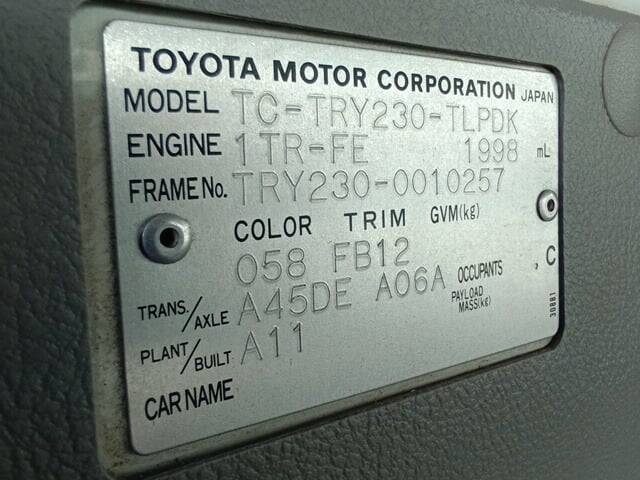 TOYOTA MOTOR CORPORATION JAPAN
MODEL TC-TRY230-TLPDK
ENGINE 1TR-FE 1998 mL
FRAME No. TRY230-0010257
COLOR TRIM GVM(kg)
058 FB12 , C
TRANS./AXLE A45DE A06A OCCUPANTS
PAYLOAD MASS(kg)
PLANT/BUILT A11
CAR NAME
30881